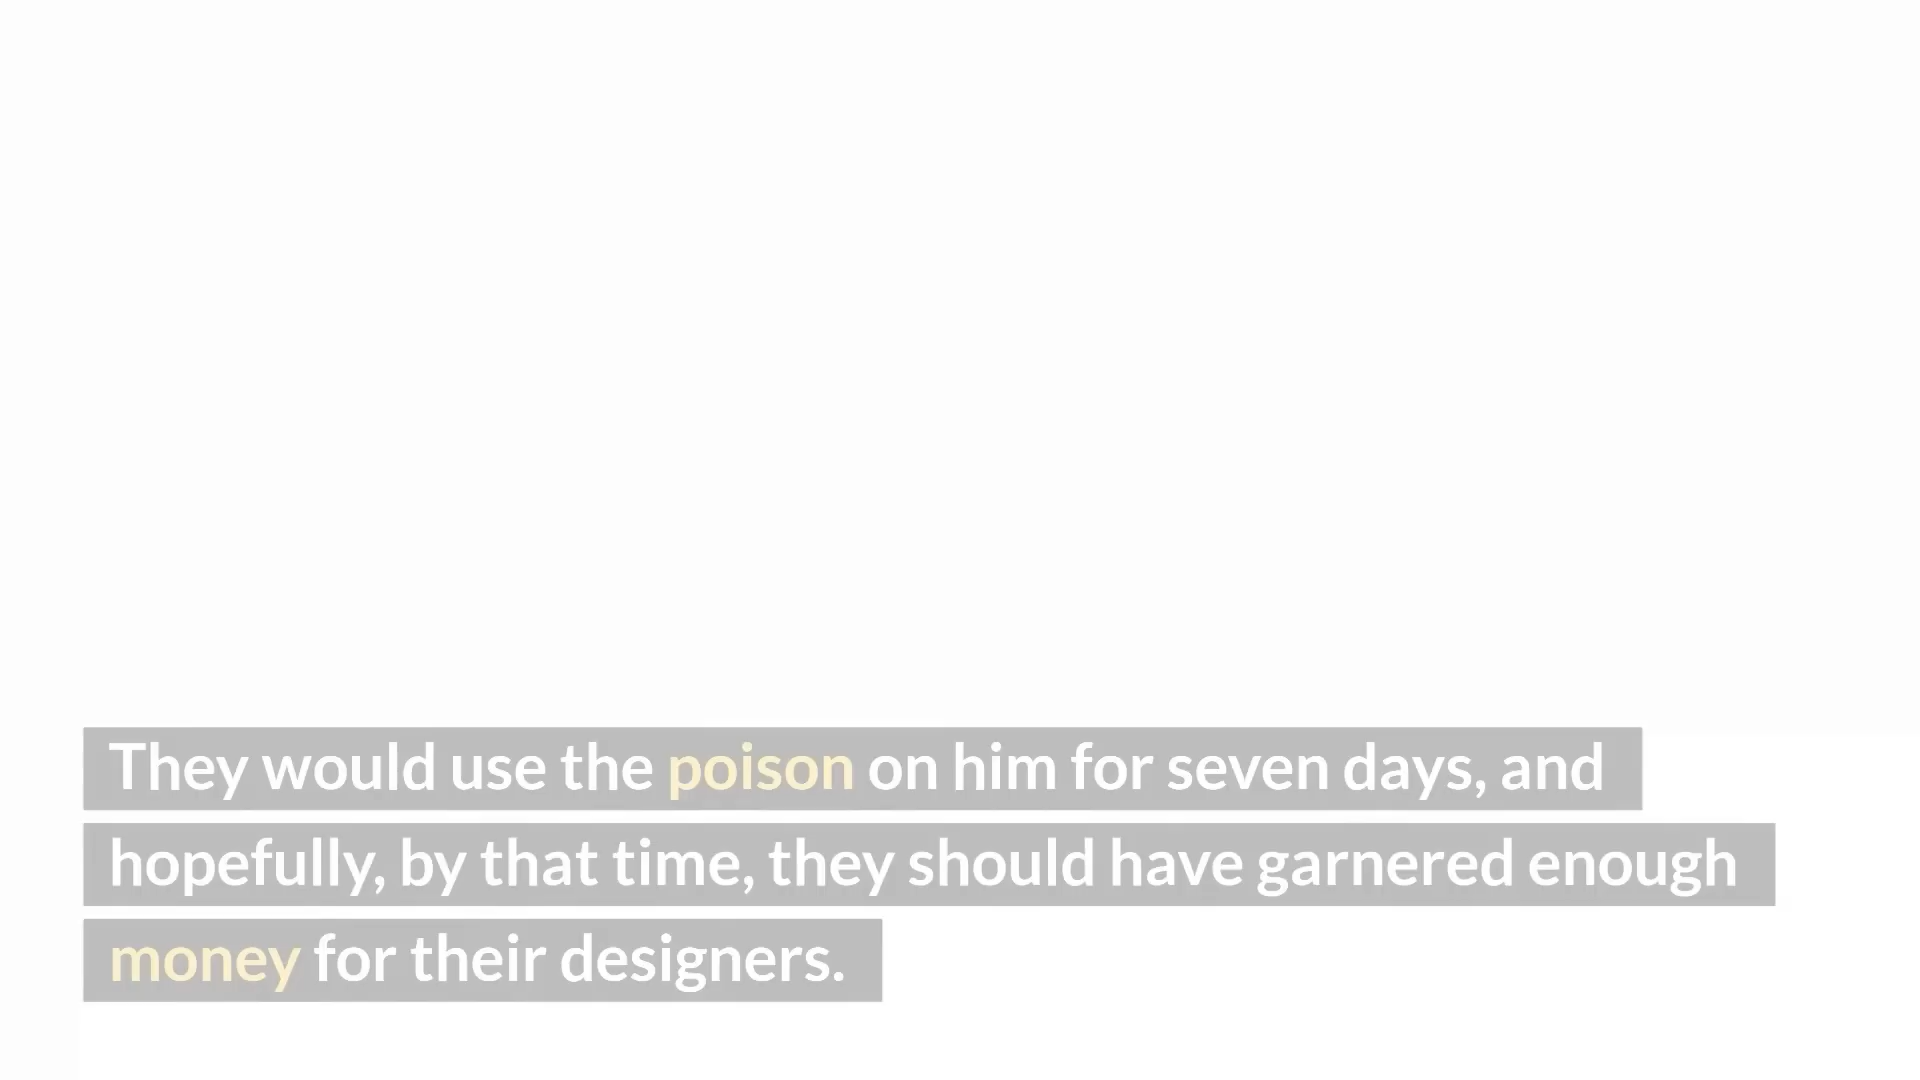 They would use the poison on him for seven days, and
hopefully, by that time, they should have garnered enough
money for their designers.